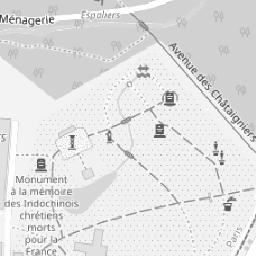 Espaliers
Ménagerie
Avenue des Châtaigniers
Monument
à la mémoire
des Indochinois
chrétiens
morts
pour la
France
Paris